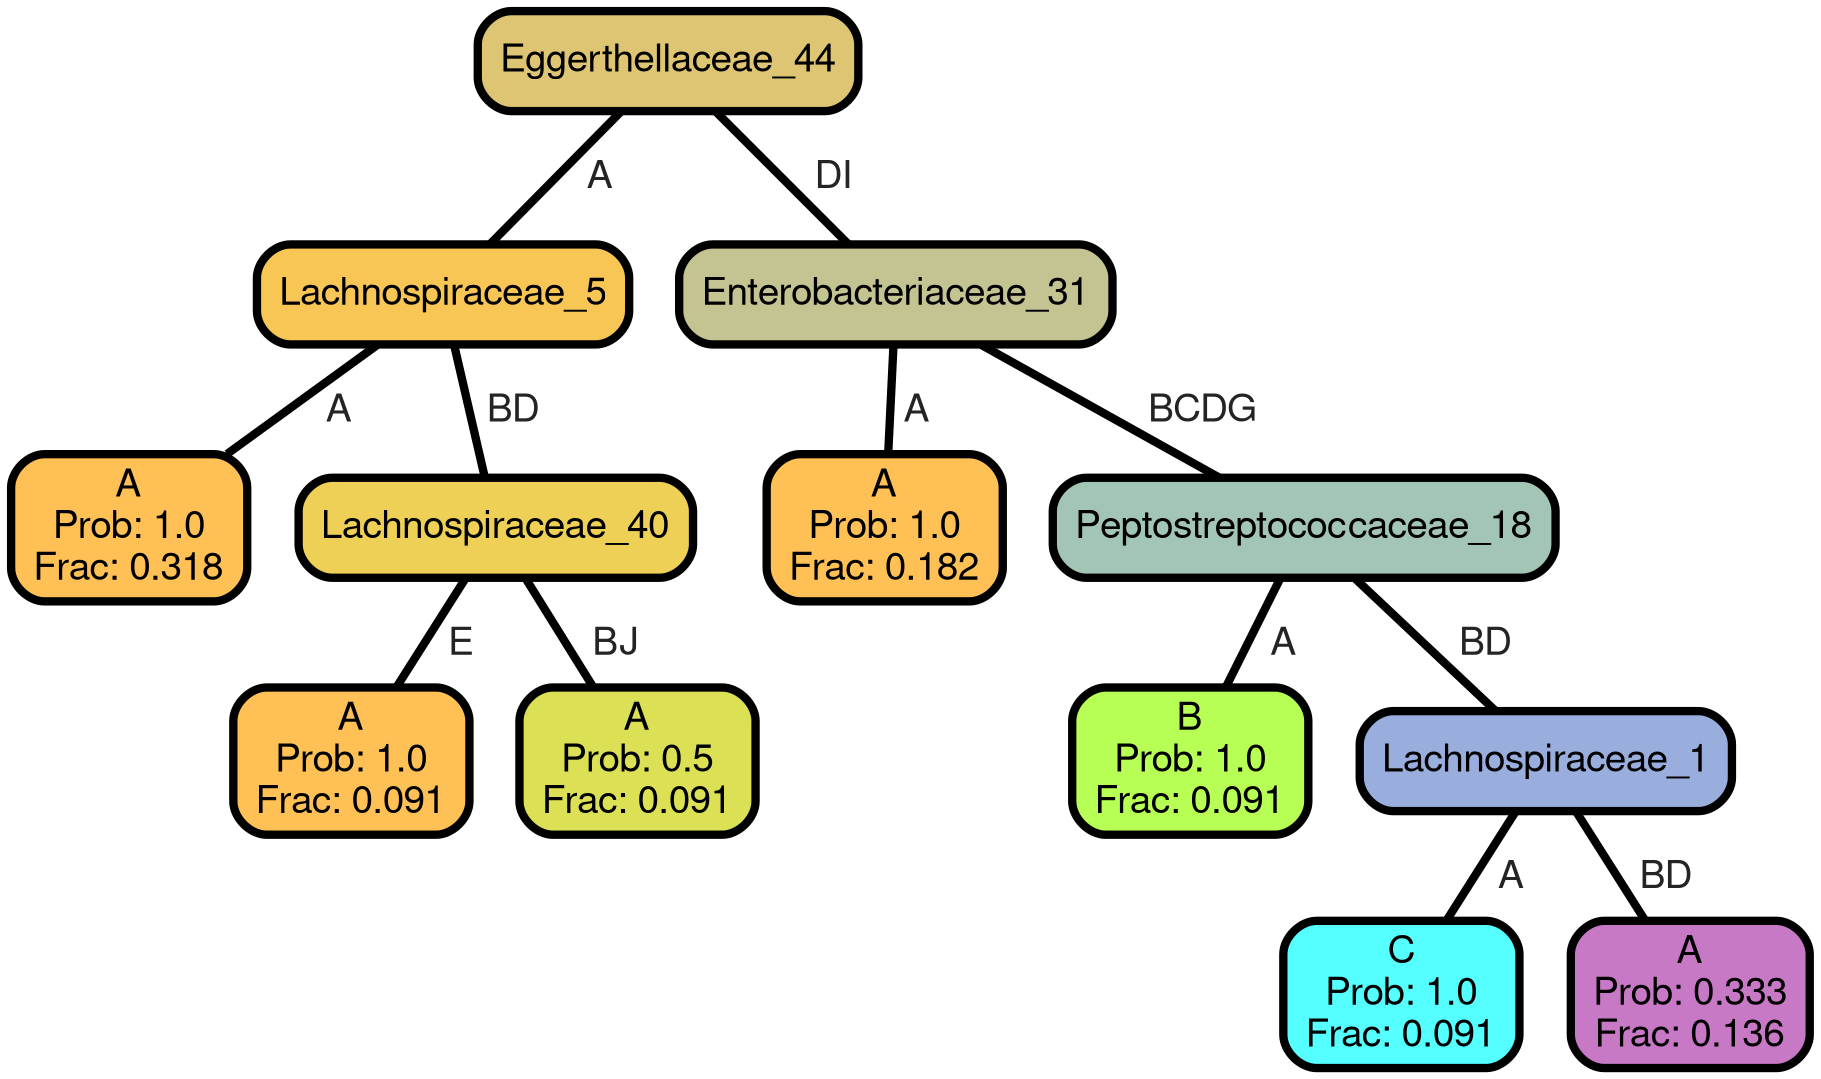 Eggerthellaceae_44
A
DI
Lachnospiraceae_5
Enterobacteriaceae_31
A
BD
A
BCDG
A
Prob: 1.0
Frac: 0.318
Lachnospiraceae_40
A
Prob: 1.0
Frac: 0.182
Peptostreptococcaceae_18
E
BJ
A
BD
A
Prob: 1.0
Frac: 0.091
A
Prob: 0.5
Frac: 0.091
B
Prob: 1.0
Frac: 0.091
Lachnospiraceae_1
A
BD
C
Prob: 1.0
Frac: 0.091
A
Prob: 0.333
Frac: 0.136